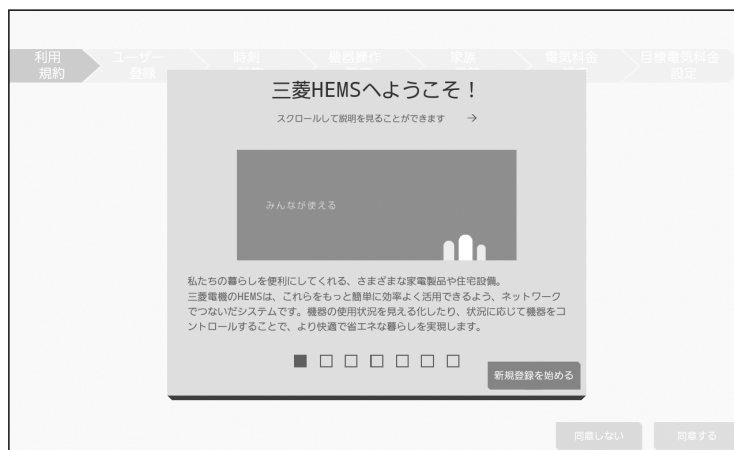 利用
規約
ユーザー
登録
時刻
機器操作
家族
電気料金
目標電気料金
設定
三菱HEMSへようこそ！
スクロールして説明を見ることができます →
みんなが使える
私たちの暮らしを便利にしてくれる、さまざまな家電製品や住宅設備。
三菱電機のHEMSは、これらをもっと簡単に効率よく活用できるよう、ネットワーク
でつないだシステムです。機器の使用状況を見える化したり、状況に応じて機器をコ
ントロールすることで、より快適で省エネな暮らしを実現します。
新規登録を始める
同意しない
同意する